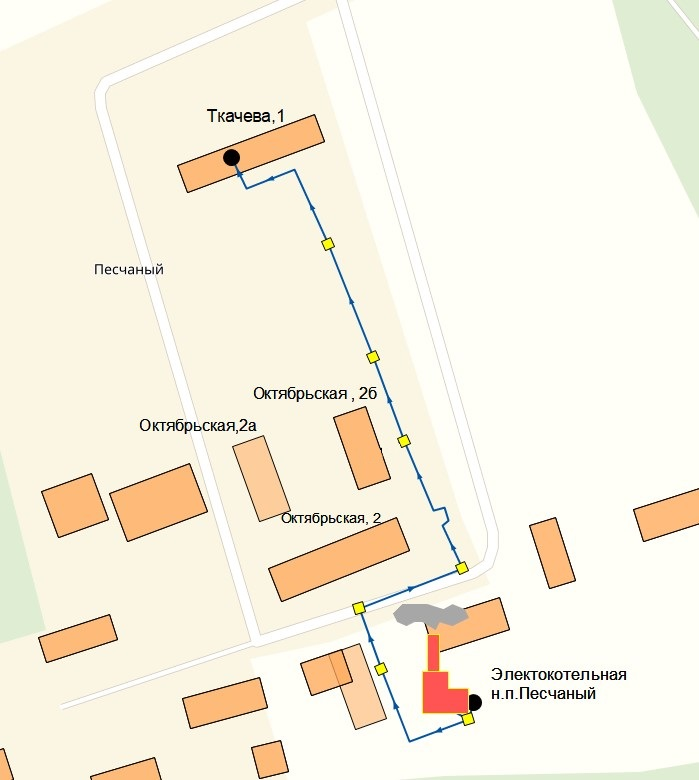 Ткачева,1
Песчаный
Октябрьская , 2б
Октябрьская,2а
Октябрьская, 2
Электокотельная
н.п.Песчаный